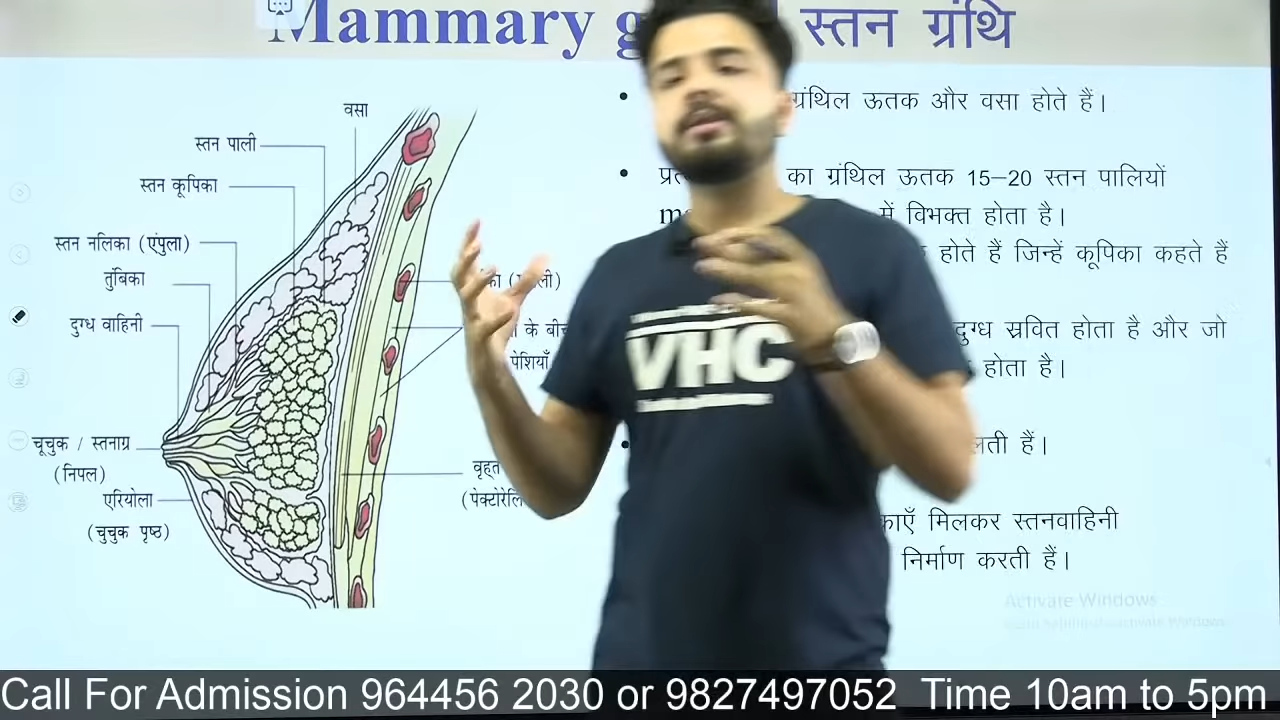 Mammary स्तन ग्रंथि
वसा
स्तन पाली
स्तन कूपिका
स्तन नलिका (एंपुला)
तुंबिका
दुग्ध वाहिनी
चूचुक / स्तनाग्र
(निपल)
एरियोला
(चुचुक पृष्ठ)
के बीच
पेशियाँ
ग्रंथिल ऊतक और वसा होते हैं।
का ग्रंथिल ऊतक 15–20 स्तन पालियों
में विभक्त होता है।
होते हैं जिन्हें कूपिका कहते हैं
दुग्ध स्रवित होता है और जो
होता है।
हैं।
मिलकर स्तनवाहिनी
निर्माण करती हैं।
VHC
Activate Windows
Call For Admission 964456 2030 or 9827497052 Time 10am to 5pm